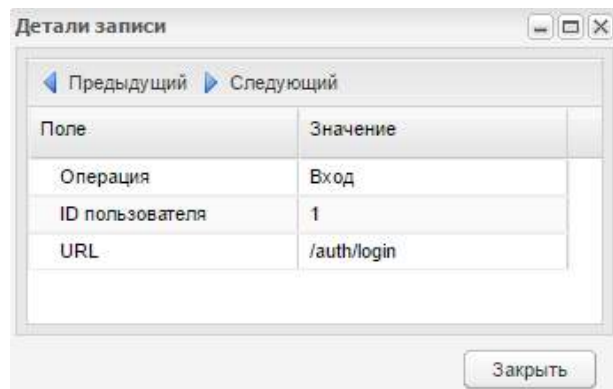 Детали записи
Предыдущий Следующий
Поле Значение
Операция Вход
ID пользователя 1
URL /auth/login
Закрыть